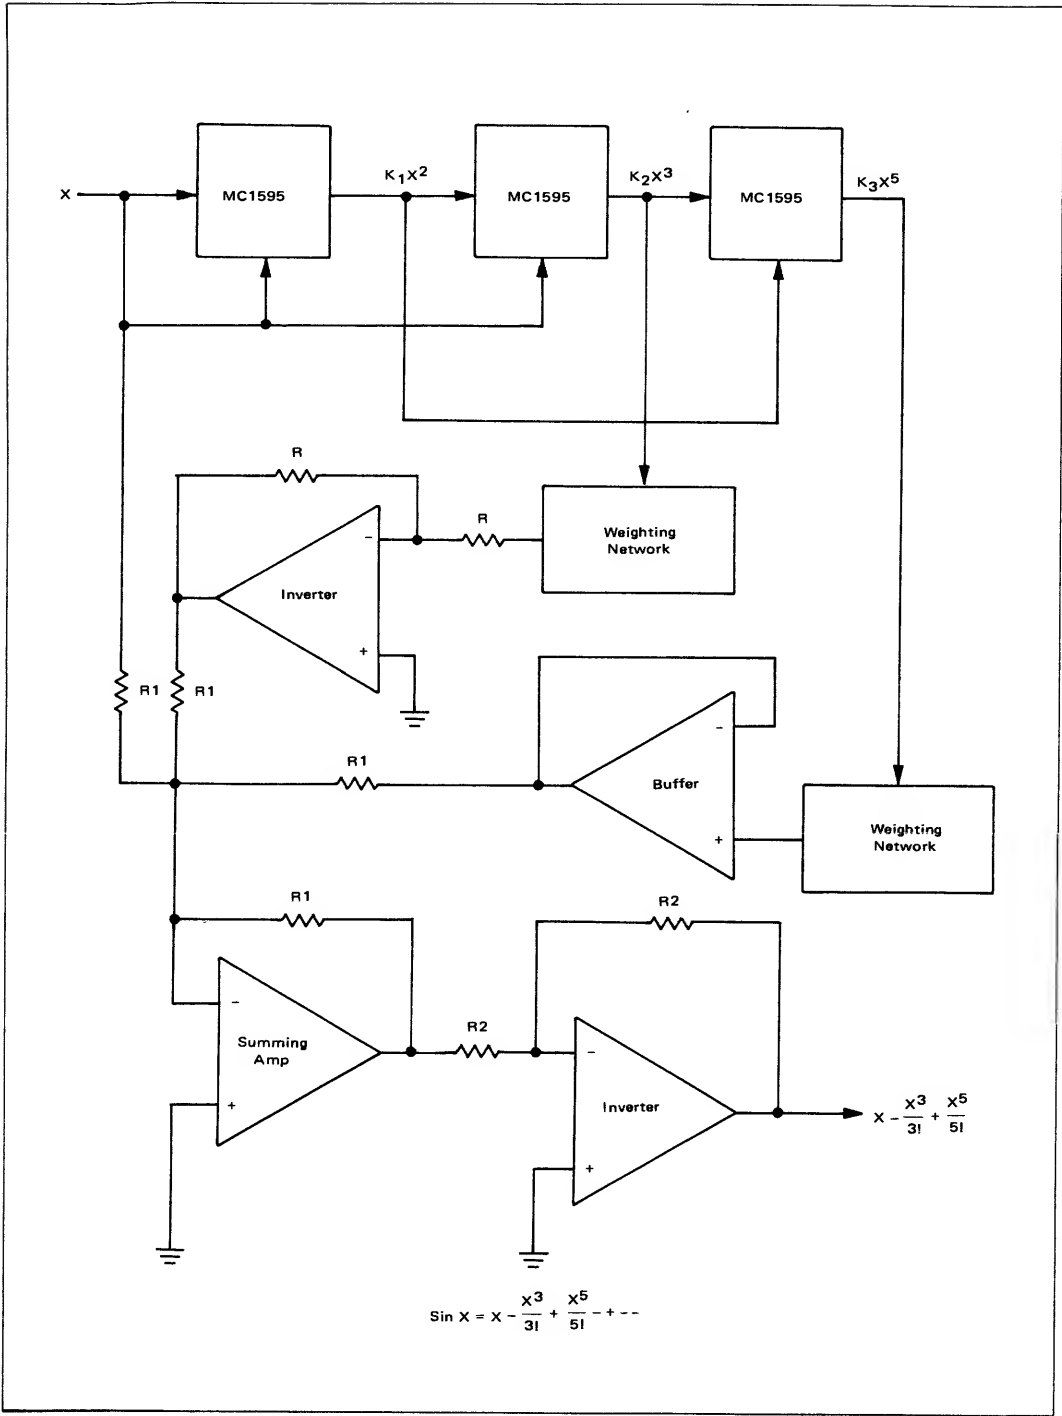 X
MC1595
K₁X²
MC1595
K₂X³
MC1595
K₃X⁵
R
R
Weighting
Network
−
Inverter
+
R1
R1
R1
−
Buffer
+
Weighting
Network
R1
R2
−
Summing
Amp
+
R2
−
Inverter
+
X − X³/3! + X⁵/5!
Sin X = X − X³/3! + X⁵/5! − + − −